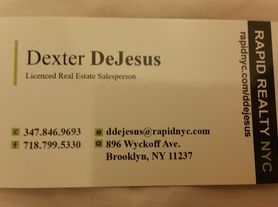 Dexter DeJesus
Licenced Real Estate Salesperson
c 347.846.9693
f 718.799.5330
e ddejesus@rapidnyc.com
a 896 Wyckoff Ave.
Brooklyn, NY 11237
RAPID REALTY NYC
rapidnyc.com/ddejesus